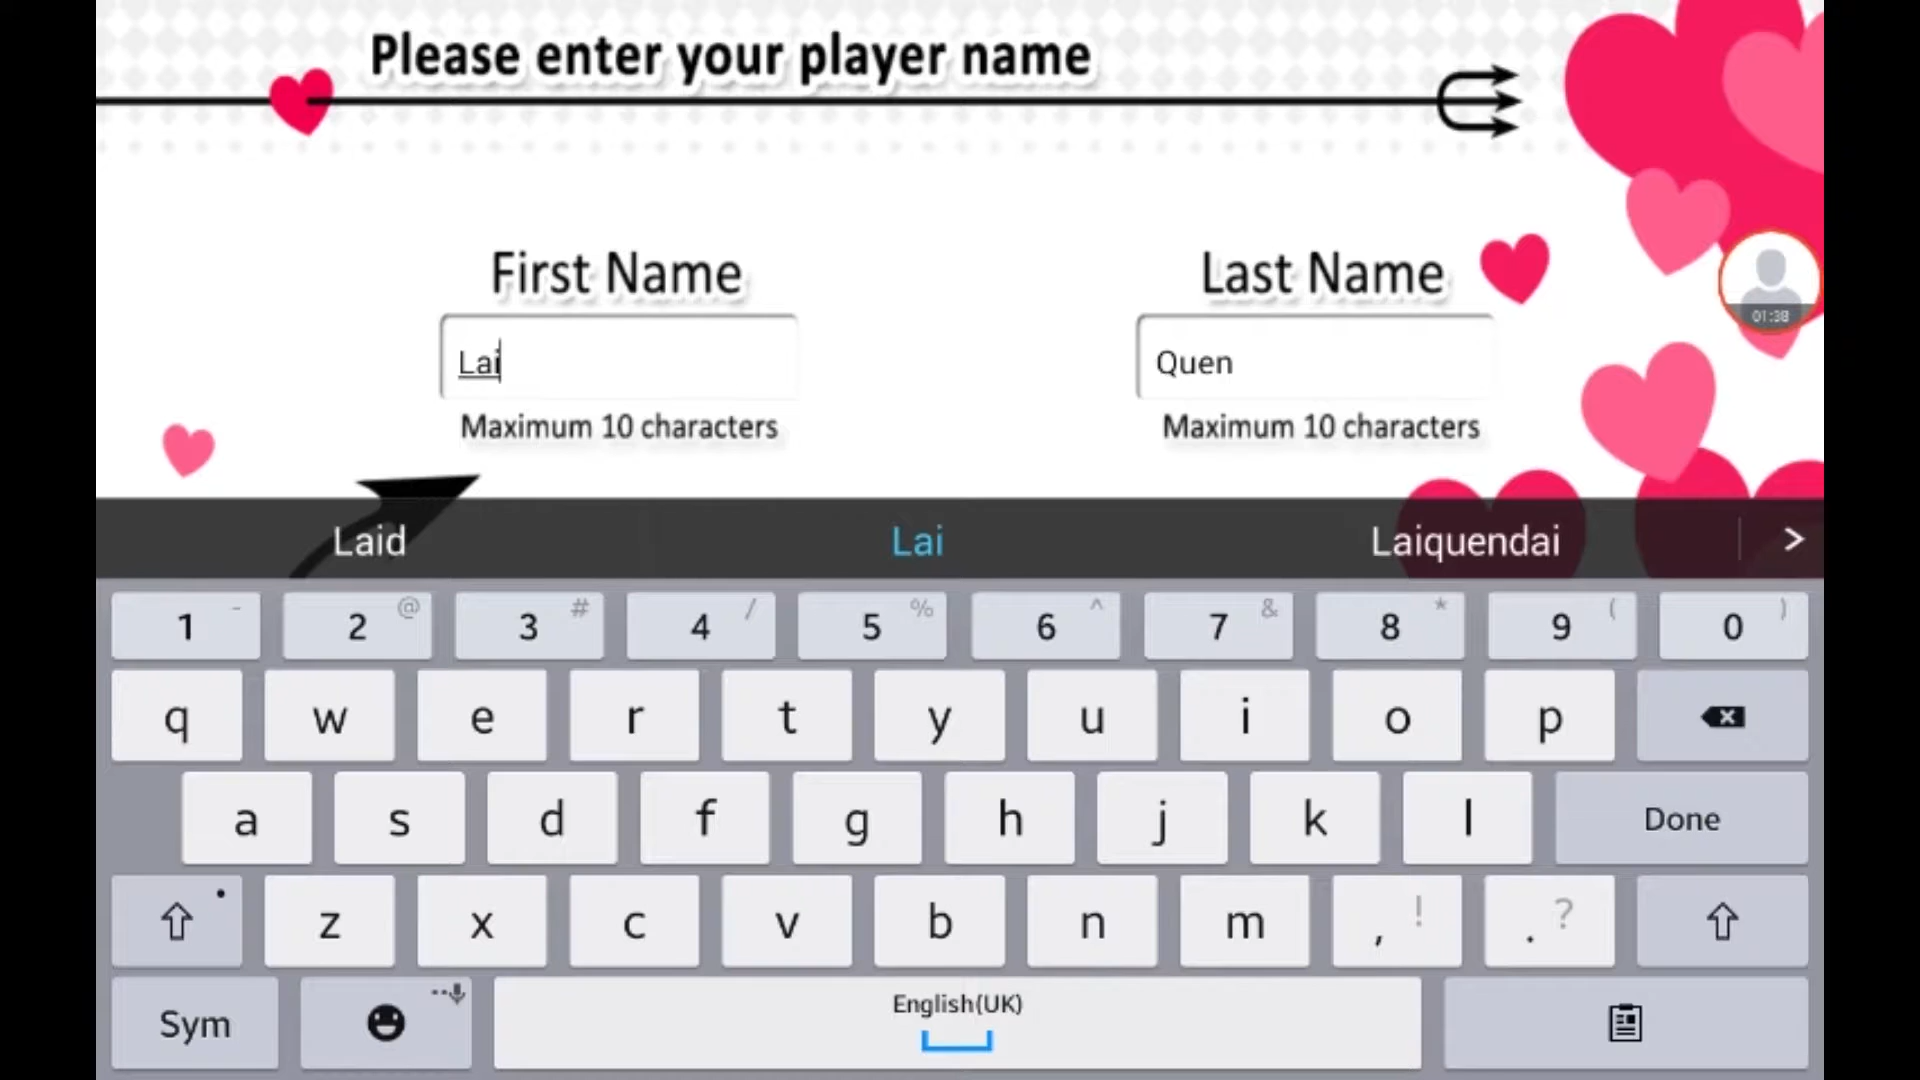 Please enter your player name
First Name
Last Name
Lai
Quen
Maximum 10 characters
Maximum 10 characters
01:38
Laid
Lai
Laiquendai
>
1 - 2 @ 3 # 4 / 5 % 6 ^ 7 & 8 * 9 ( 0 )
q w e r t y u i o p
a s d f g h j k l Done
z x c v b n m , ! . ?
Sym
English(UK)